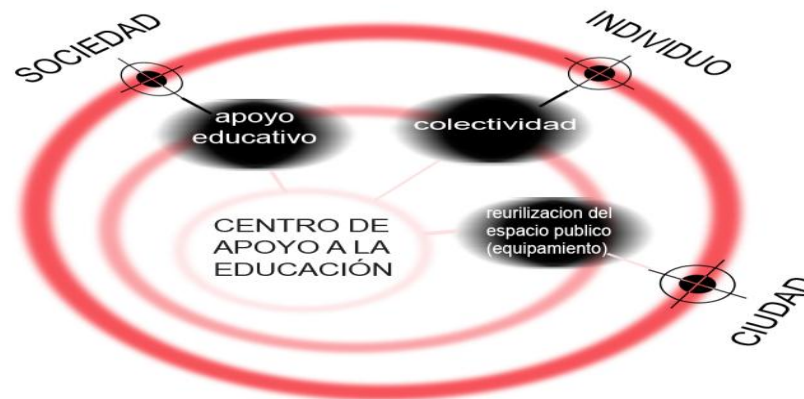 SOCIEDAD
INDIVIDUO
apoyo
educativo
colectividad
reurilizacion del
espacio publico
(equipamiento)
CENTRO DE
APOYO A LA
EDUCACIÓN
CIUDAD